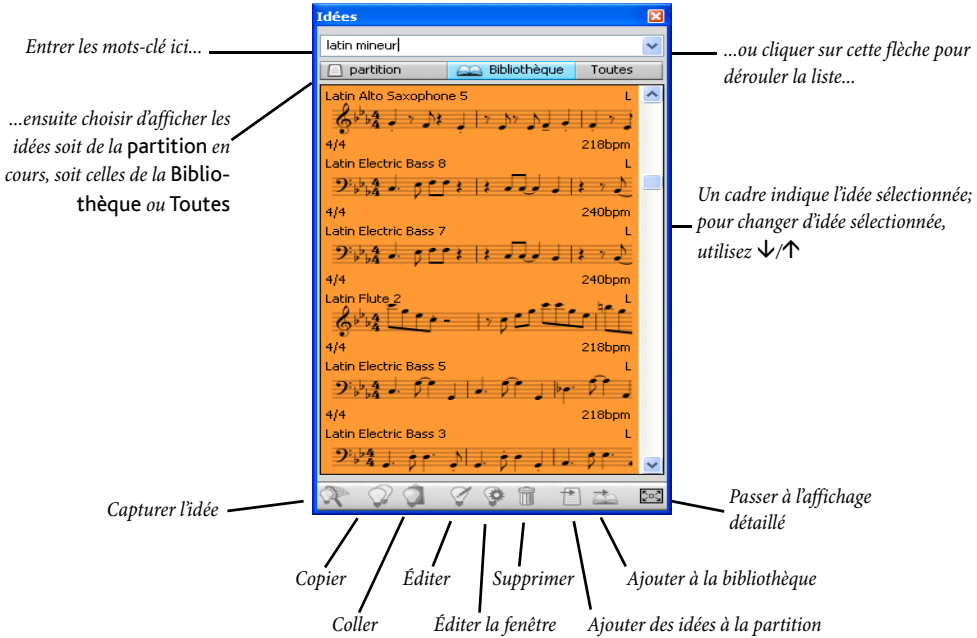 Idées
Entrer les mots-clé ici...
latin mineur
...ou cliquer sur cette flèche pour
dérouler la liste...
partition Bibliothèque Toutes
...ensuite choisir d'afficher les
idées soit de la partition en
cours, soit celles de la Biblio-
thèque ou Toutes
Latin Alto Saxophone 5 L
4/4 218bpm
Latin Electric Bass 8 L
4/4 240bpm
Latin Electric Bass 7 L
4/4 240bpm
Latin Flute 2 L
4/4 218bpm
Latin Electric Bass 5 L
4/4 218bpm
Latin Electric Bass 3 L
Un cadre indique l'idée sélectionnée;
pour changer d'idée sélectionnée,
utilisez ↓/↑
Capturer l'idée
Passer à l'affichage
détaillé
Copier Éditer Supprimer Ajouter à la bibliothèque
Coller Éditer la fenêtre Ajouter des idées à la partition